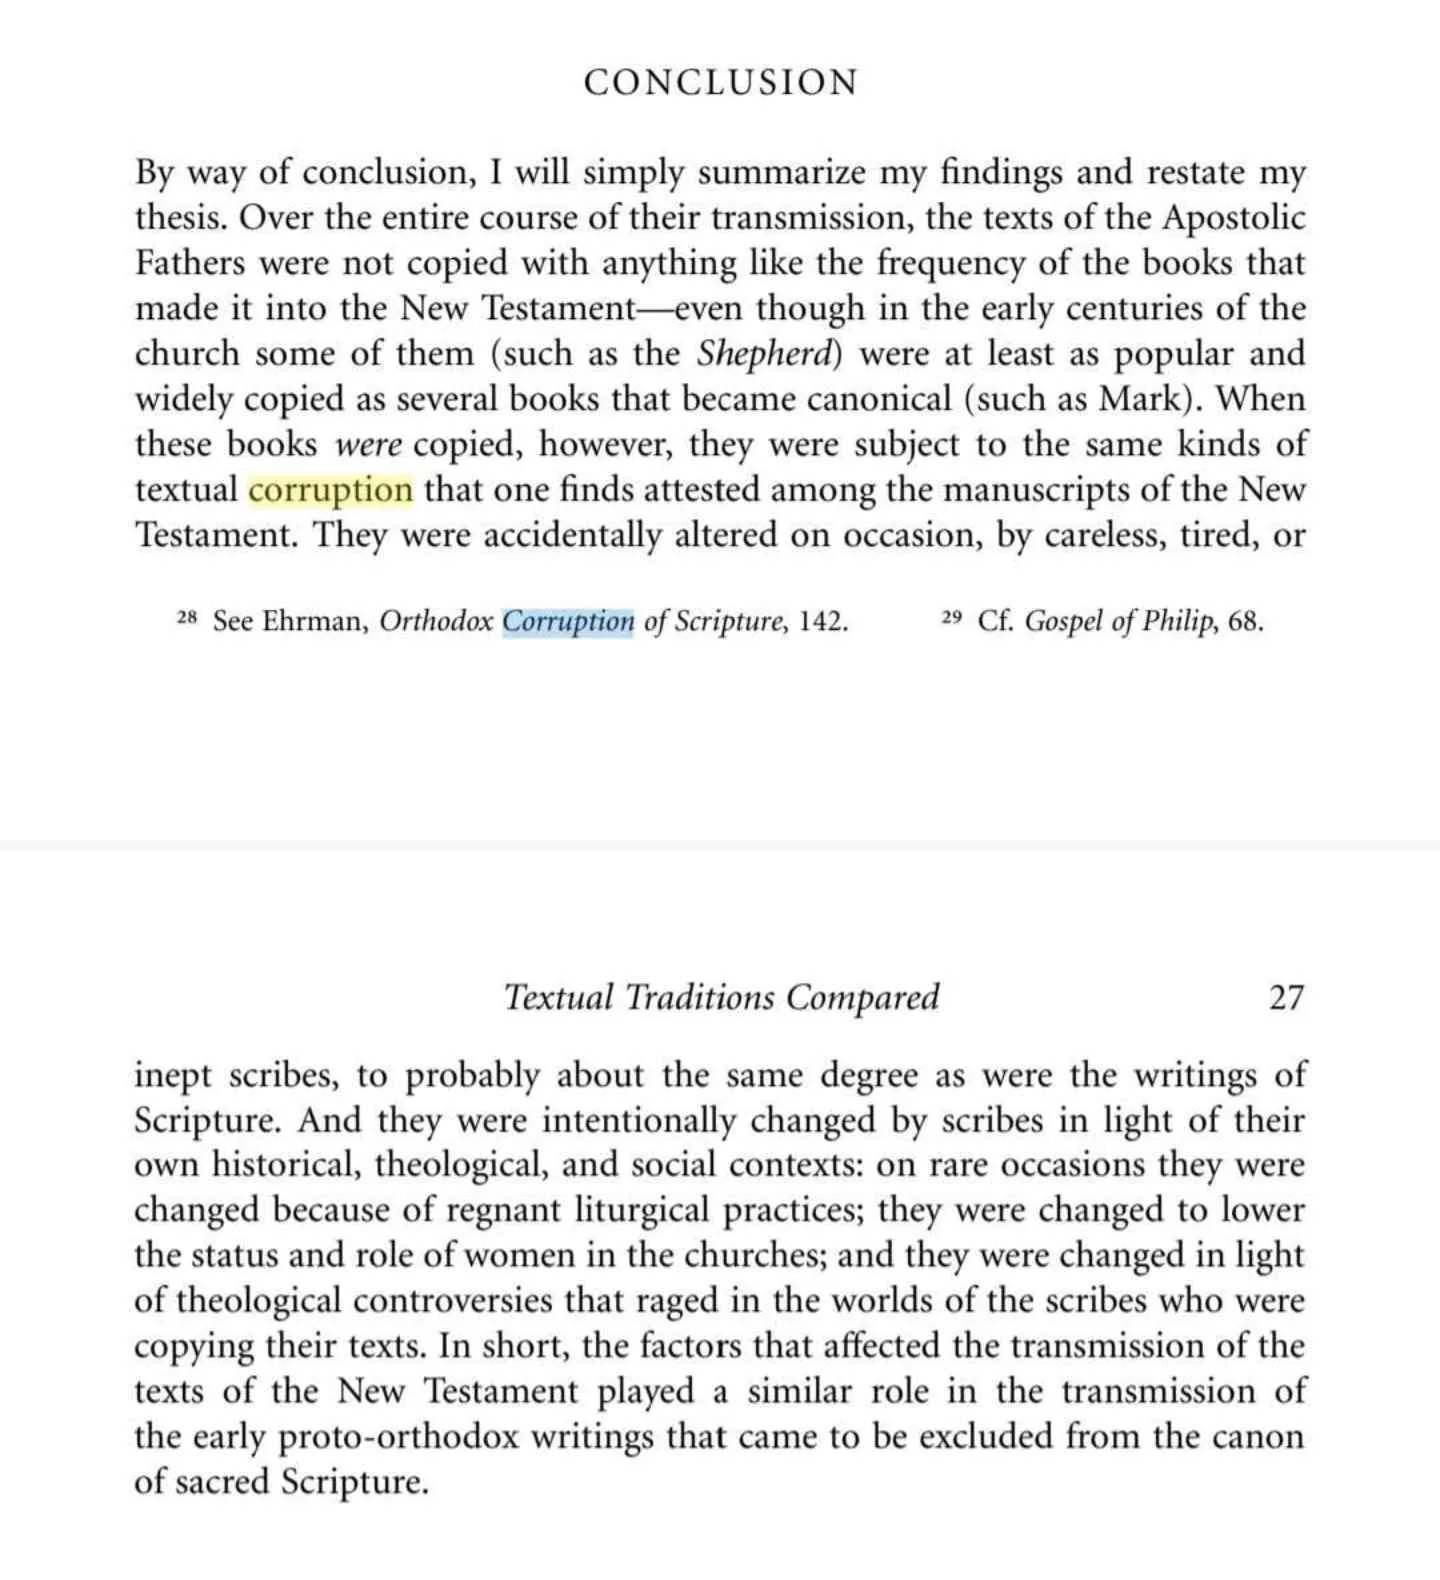 CONCLUSION
By way of conclusion, I will simply summarize my findings and restate my
thesis. Over the entire course of their transmission, the texts of the Apostolic
Fathers were not copied with anything like the frequency of the books that
made it into the New Testament—even though in the early centuries of the
church some of them (such as the Shepherd) were at least as popular and
widely copied as several books that became canonical (such as Mark). When
these books were copied, however, they were subject to the same kinds of
textual corruption that one finds attested among the manuscripts of the New
Testament. They were accidentally altered on occasion, by careless, tired, or
28 See Ehrman, Orthodox Corruption of Scripture, 142. 29 Cf. Gospel of Philip, 68.
Textual Traditions Compared 27
inept scribes, to probably about the same degree as were the writings of
Scripture. And they were intentionally changed by scribes in light of their
own historical, theological, and social contexts: on rare occasions they were
changed because of regnant liturgical practices; they were changed to lower
the status and role of women in the churches; and they were changed in light
of theological controversies that raged in the worlds of the scribes who were
copying their texts. In short, the factors that affected the transmission of the
texts of the New Testament played a similar role in the transmission of
the early proto-orthodox writings that came to be excluded from the canon
of sacred Scripture.